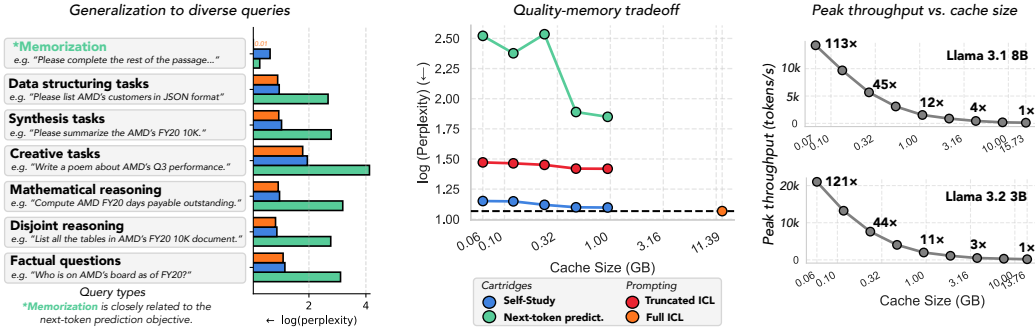 Generalization to diverse queries
*Memorization
e.g. “Please complete the rest of the passage...”
0.01
Data structuring tasks
e.g. “Please list AMD’s customers in JSON format”
Synthesis tasks
e.g. “Please summarize the AMD’s FY20 10K.”
Creative tasks
e.g. “Write a poem about AMD’s Q3 performance.”
Mathematical reasoning
e.g. “Compute AMD FY20 days payable outstanding.”
Disjoint reasoning
e.g. “List all the tables in AMD’s FY20 10K document.”
Factual questions
e.g. “Who is on AMD’s board as of FY20?”
Query types
*Memorization is closely related to the
next-token prediction objective.
2 4
← log(perplexity)
Quality-memory tradeoff
log (Perplexity) (←)
2.50
2.25
2.00
1.75
1.50
1.25
1.00
0.06 0.10 0.32 1.00 3.16 11.39
Cache Size (GB)
Cartridges Prompting
Self-Study Truncated ICL
Next-token predict. Full ICL
Peak throughput vs. cache size
Peak throughput (tokens/s)
Llama 3.1 8B
113× 45× 12× 4× 1×
10k
5k
0
0.07 0.10 0.32 1.00 3.16 10.00 15.73
Llama 3.2 3B
121× 44× 11× 3× 1×
20k
10k
0
0.06 0.10 0.32 1.00 3.16 10.00 13.76
Cache Size (GB)